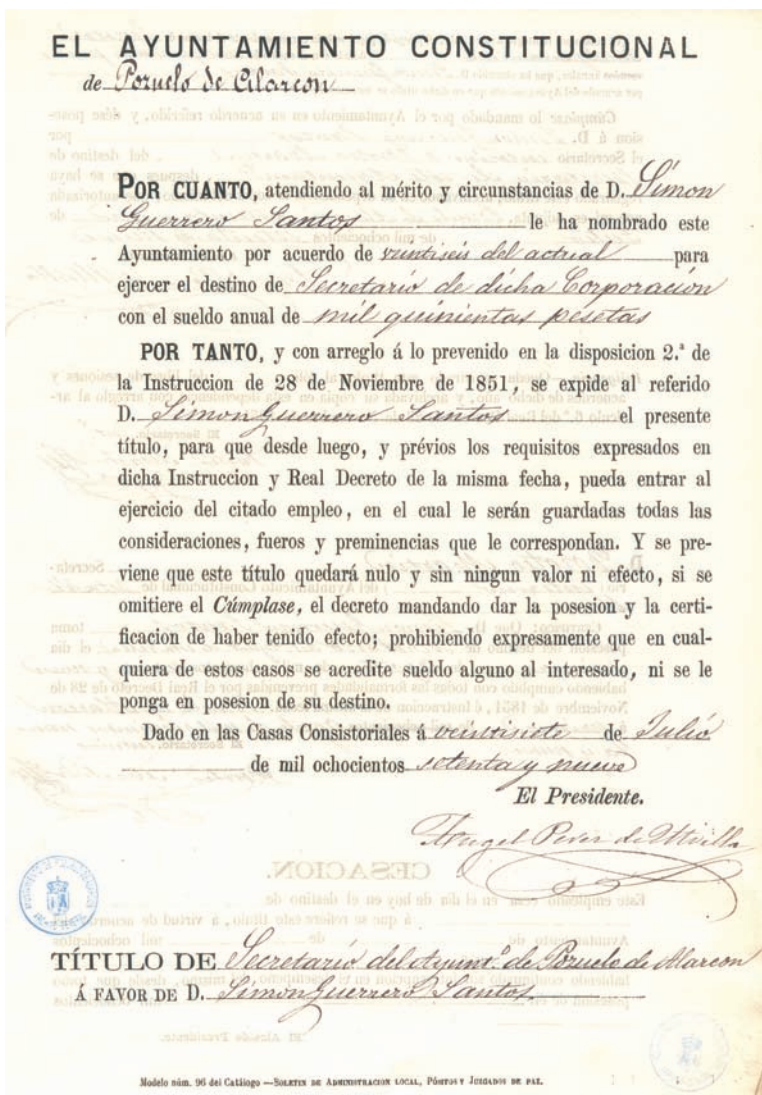 EL AYUNTAMIENTO CONSTITUCIONAL
de Pozuelo de Alarcon
POR CUANTO, atendiendo al mérito y circunstancias de D. Simon
Guerrero Santos le ha nombrado este
Ayuntamiento por acuerdo de veintiseis del actual para
ejercer el destino de Secretario de dicha Corporacion
con el sueldo anual de mil quinientas pesetas
POR TANTO, y con arreglo á lo prevenido en la disposicion 2.ª de
la Instruccion de 28 de Noviembre de 1851, se expide al referido
D. Simon Guerrero Santos el presente
título, para que desde luego, y prévios los requisitos expresados en
dicha Instruccion y Real Decreto de la misma fecha, pueda entrar al
ejercicio del citado empleo, en el cual le serán guardadas todas las
consideraciones, fueros y preminencias que le correspondan. Y se pre-
viene que este título quedará nulo y sin ningun valor ni efecto, si se
omitiere el Cúmplase, el decreto mandando dar la posesion y la certi-
ficacion de haber tenido efecto; prohibiendo expresamente que en cual-
quiera de estos casos se acredite sueldo alguno al interesado, ni se le
ponga en posesion de su destino.
Dado en las Casas Consistoriales á veintisiete de Julio
de mil ochocientos setenta y nueve
El Presidente.
Angel Perez de
TÍTULO DE Secretario del Ayunt.º de Pozuelo de Alarcon
Á FAVOR DE D. Simon Guerrero Santos
Modelo núm. 96 del Catálogo —BOLETIN DE ADMINISTRACION LOCAL, PÓSITOS Y JUZGADOS DE PAZ.